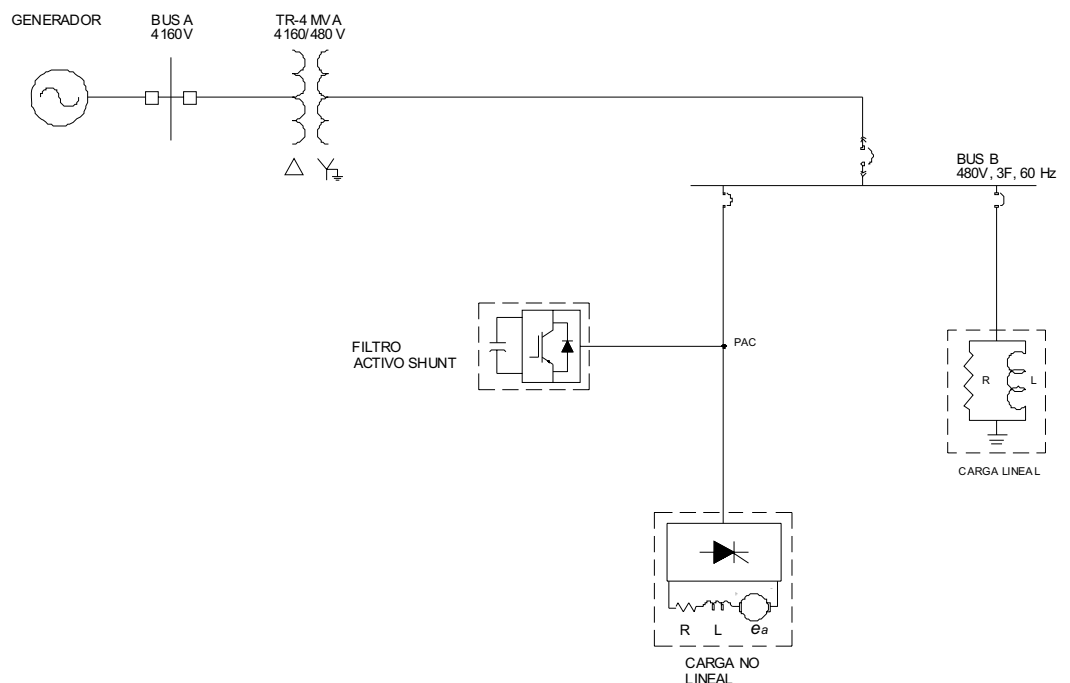 GENERADOR
BUS A
4160V
TR-4 MVA
4160/480 V
BUS B
480V, 3F, 60 Hz
FILTRO
ACTIVO SHUNT
PAC
R
L
CARGA LINEAL
R L ea
CARGA NO
LINEAL